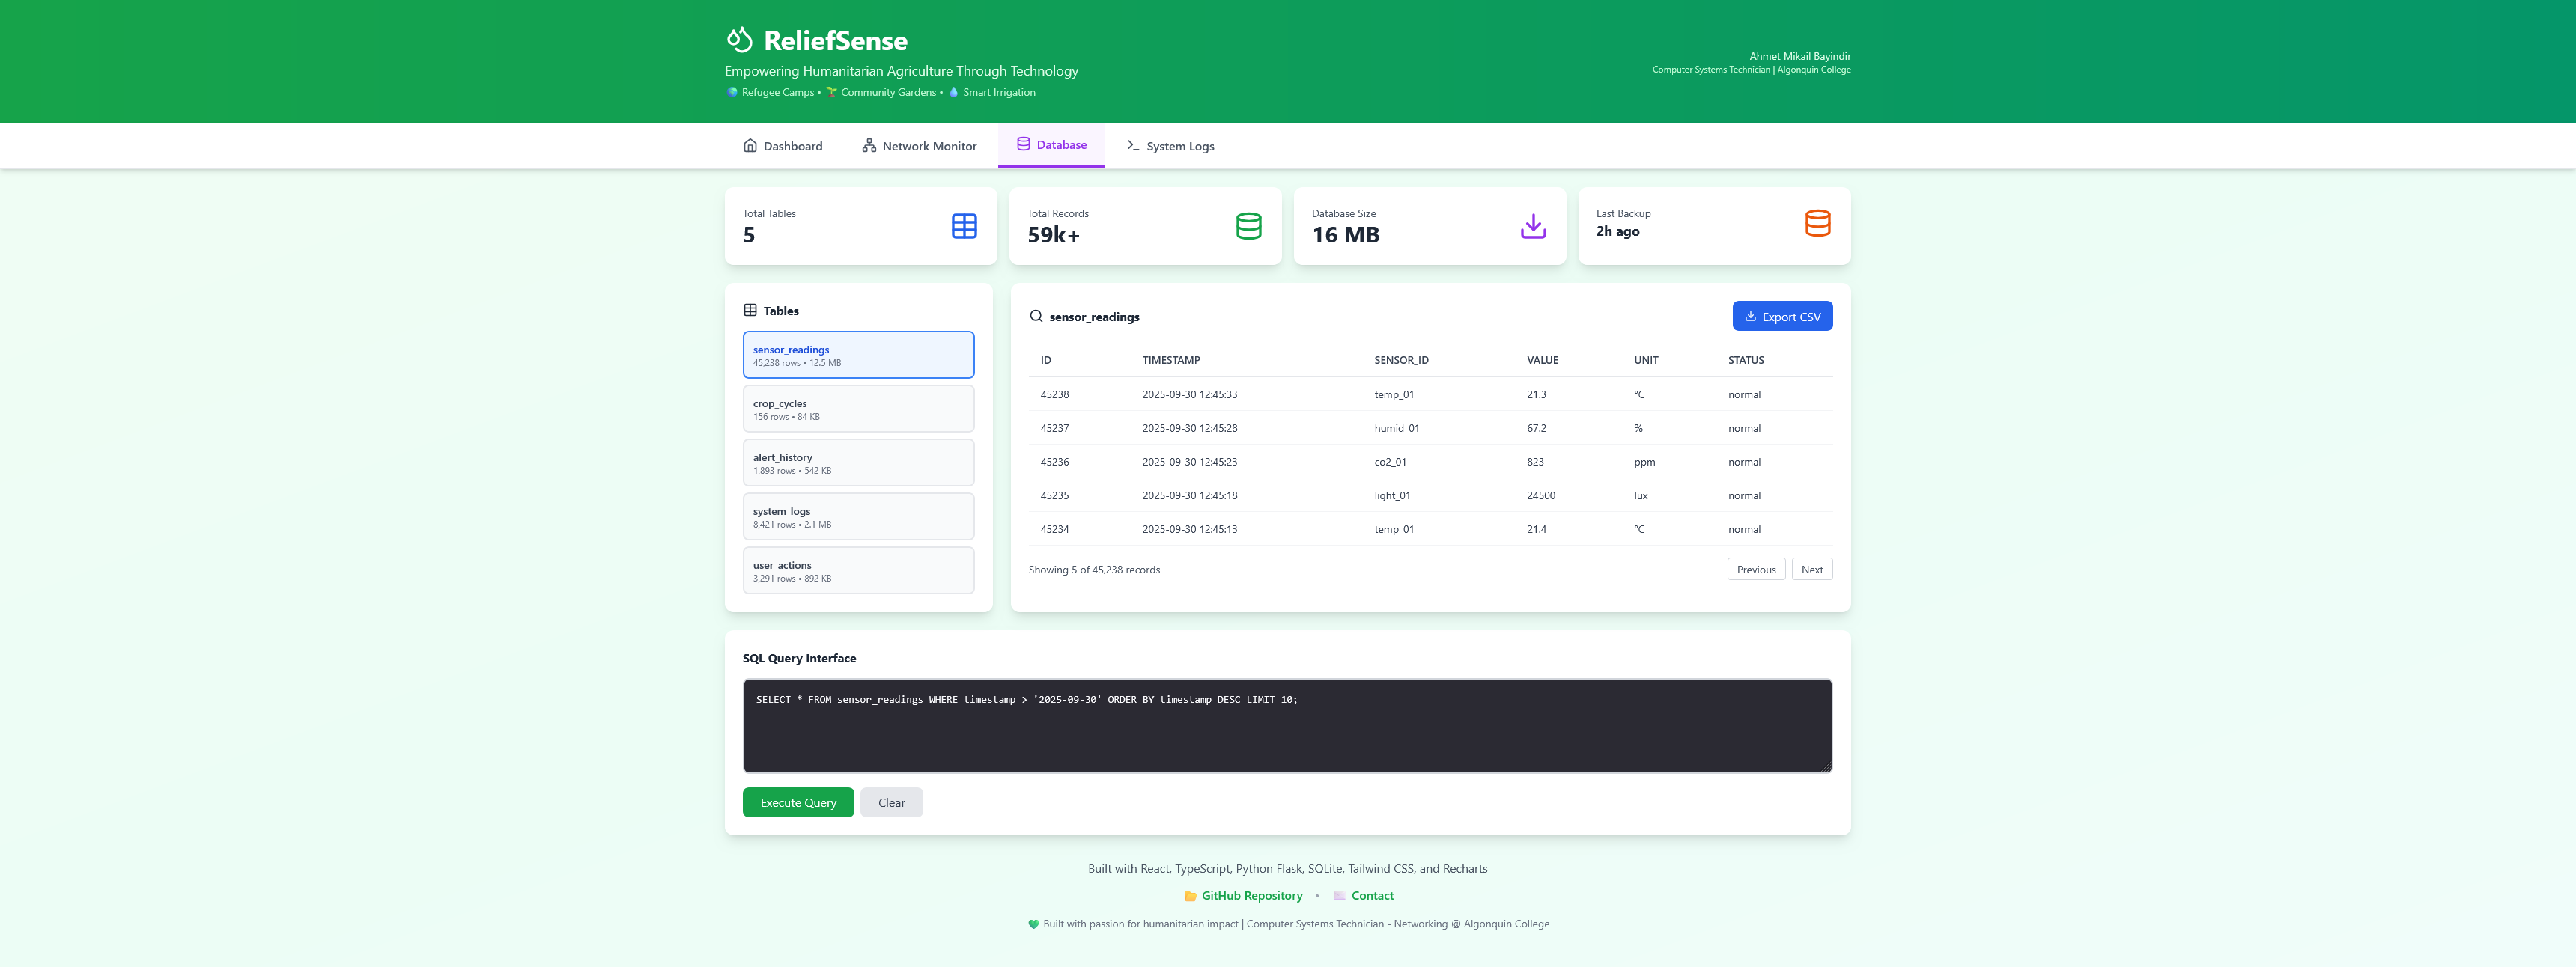 ReliefSense
Empowering Humanitarian Agriculture Through Technology
Refugee Camps • Community Gardens • Smart Irrigation
Ahmet Mikail Bayindir
Computer Systems Technician | Algonquin College
Dashboard
Network Monitor
Database
System Logs
Total Tables
5
Total Records
59k+
Database Size
16 MB
Last Backup
2h ago
Tables
sensor_readings
45,238 rows • 12.5 MB
crop_cycles
156 rows • 84 KB
alert_history
1,893 rows • 542 KB
system_logs
8,421 rows • 2.1 MB
user_actions
3,291 rows • 892 KB
sensor_readings
Export CSV
ID TIMESTAMP SENSOR_ID VALUE UNIT STATUS
45238 2025-09-30 12:45:33 temp_01 21.3 °C normal
45237 2025-09-30 12:45:28 humid_01 67.2 % normal
45236 2025-09-30 12:45:23 co2_01 823 ppm normal
45235 2025-09-30 12:45:18 light_01 24500 lux normal
45234 2025-09-30 12:45:13 temp_01 21.4 °C normal
Showing 5 of 45,238 records
Previous
Next
SQL Query Interface
SELECT * FROM sensor_readings WHERE timestamp > '2025-09-30' ORDER BY timestamp DESC LIMIT 10;
Execute Query
Clear
Built with React, TypeScript, Python Flask, SQLite, Tailwind CSS, and Recharts
GitHub Repository • Contact
Built with passion for humanitarian impact | Computer Systems Technician - Networking @ Algonquin College